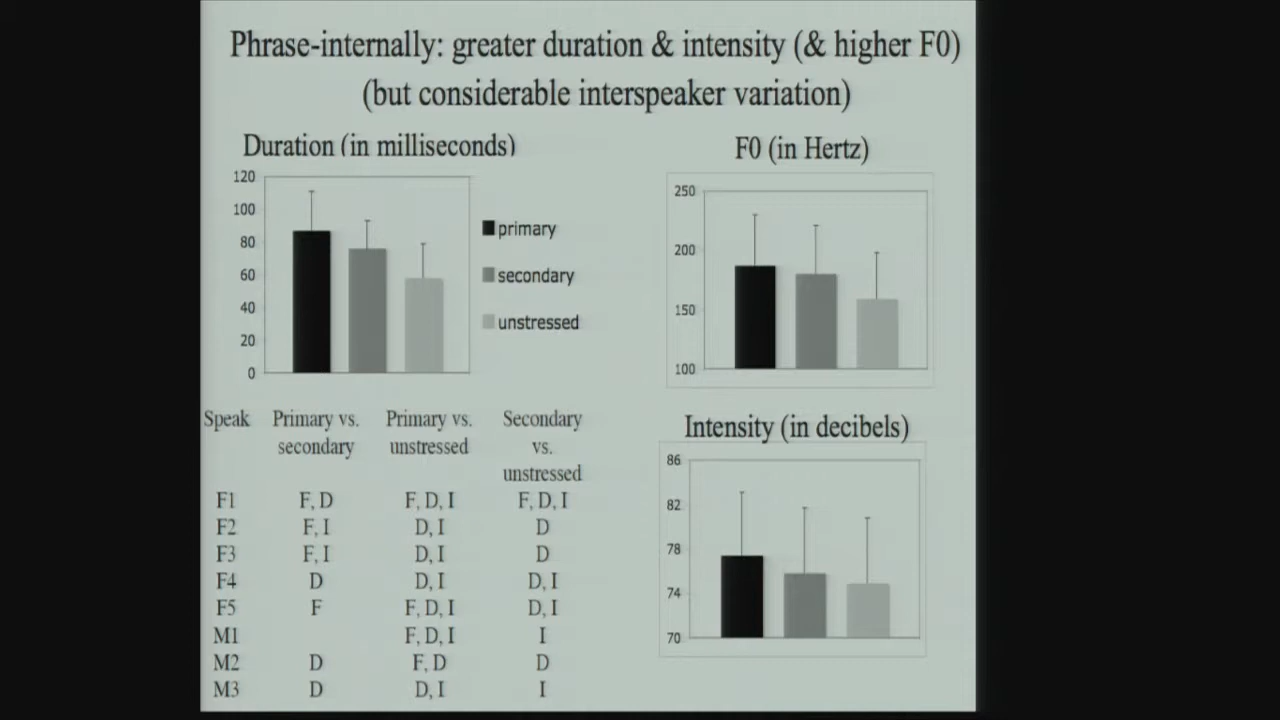 Phrase-internally: greater duration & intensity (& higher F0)
(but considerable interspeaker variation)
Duration (in milliseconds)
120
100
80
60
40
20
0
primary
secondary
unstressed
F0 (in Hertz)
250
200
150
100
Speak Primary vs. Primary vs. Secondary
secondary unstressed vs.
unstressed
F1 F, D F, D, I F, D, I
F2 F, I D, I D
F3 F, I D, I D
F4 D D, I D, I
F5 F F, D, I D, I
M1 F, D, I I
M2 D F, D D
M3 D D, I I
Intensity (in decibels)
86
82
78
74
70